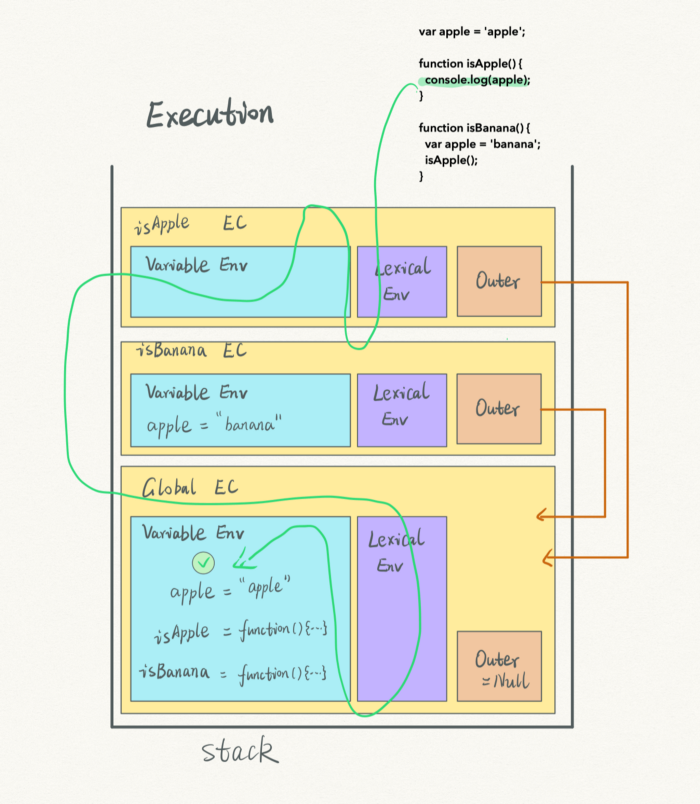 var apple = 'apple';
function isApple() {
console.log(apple);
}
function isBanana() {
var apple = 'banana';
isApple();
}
Execution
isApple EC
Variable Env
Lexical
Env
Outer
isBanana EC
Variable Env
apple = "banana"
Lexical
Env
Outer
Global EC
Variable Env
apple = "apple"
isApple = function(){...}
isBanana = function(){...}
Lexical
Env
Outer
=Null
stack